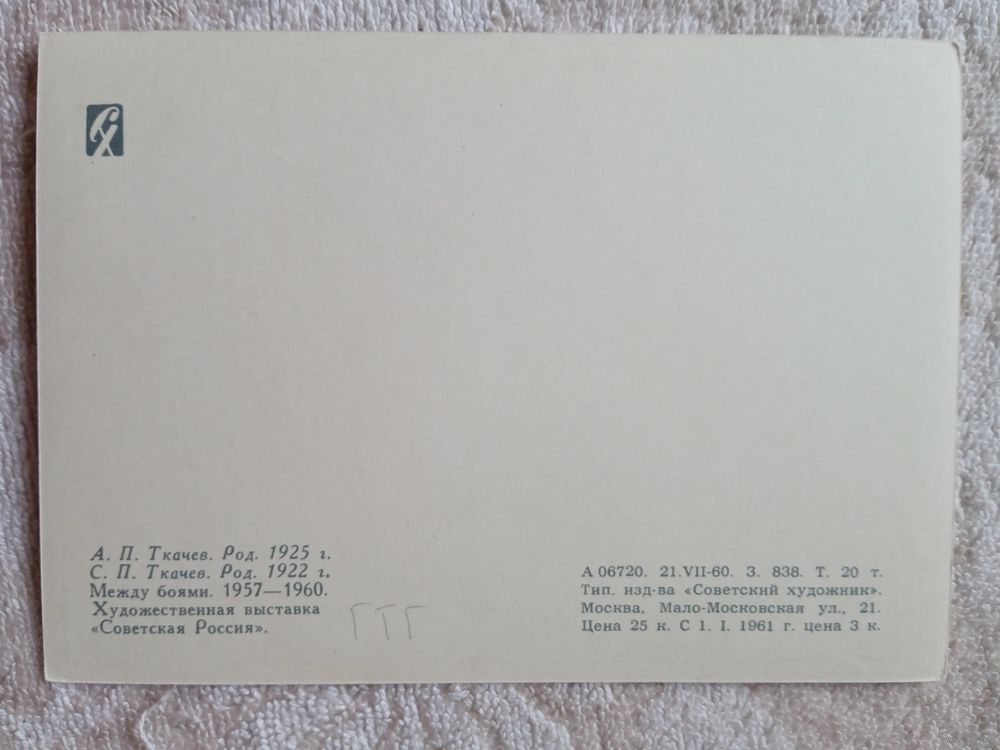 СХ
А. П. Ткачев. Род. 1925 г.
С. П. Ткачев. Род. 1922 г.
Между боями. 1957—1960.
Художественная выставка
«Советская Россия».
ГТГ
А 06720. 21.VII-60. З. 838. Т. 20 т.
Тип. изд-ва «Советский художник».
Москва, Мало-Московская ул., 21.
Цена 25 к. С 1. I. 1961 г. цена 3 к.